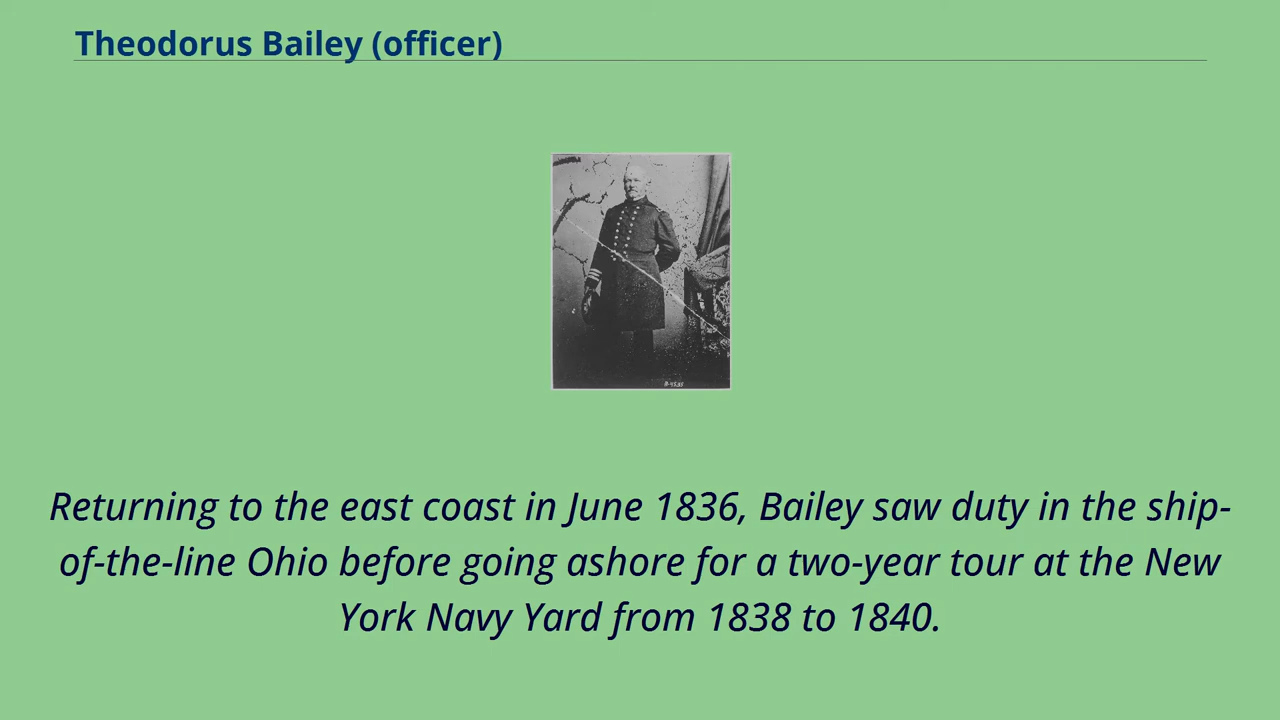 Theodorus Bailey (officer)
Returning to the east coast in June 1836, Bailey saw duty in the ship-
of-the-line Ohio before going ashore for a two-year tour at the New
York Navy Yard from 1838 to 1840.